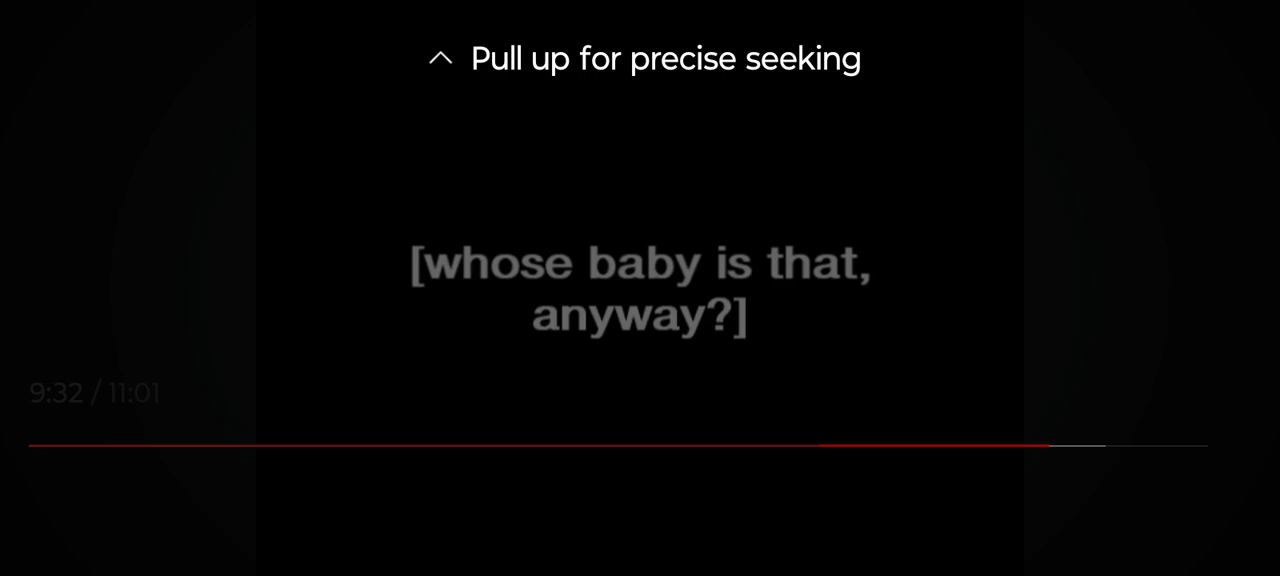 Pull up for precise seeking
[whose baby is that,
anyway?]
9:32 / 11:01